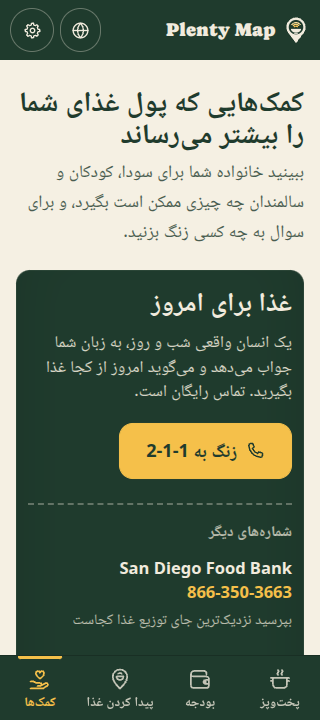 Plenty Map
کمک‌هایی که پول غذای شما
را بیشتر می‌رساند
ببینید خانواده شما برای سودا، کودکان و
سالمندان چه چیزی ممکن است بگیرد، و برای
سوال به چه کسی زنگ بزنید.
غذا برای امروز
یک انسان واقعی شب و روز، به زبان شما
جواب می‌دهد و می‌گوید امروز از کجا غذا
بگیرید. تماس رایگان است.
زنگ به 1-1-2
شماره‌های دیگر
San Diego Food Bank
866-350-3663
بپرسید نزدیک‌ترین جای توزیع غذا کجاست
پخت‌وپز
بودجه
پیدا کردن غذا
کمک‌ها